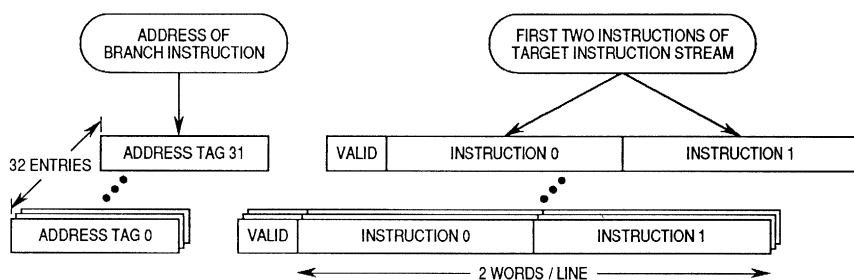 ADDRESS OF
BRANCH INSTRUCTION
FIRST TWO INSTRUCTIONS OF
TARGET INSTRUCTION STREAM
32 ENTRIES
ADDRESS TAG 31
VALID
INSTRUCTION 0
INSTRUCTION 1
ADDRESS TAG 0
VALID
INSTRUCTION 0
INSTRUCTION 1
2 WORDS / LINE